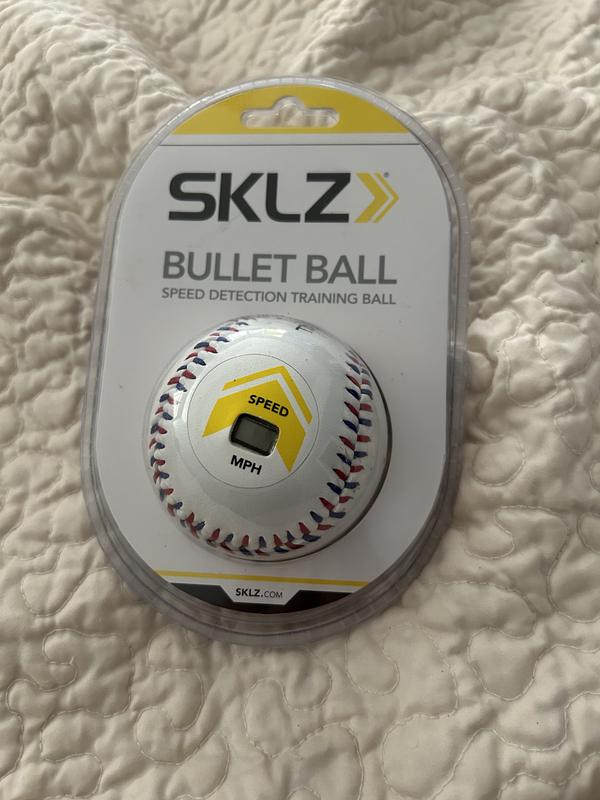 SKLZ
BULLET BALL
SPEED DETECTION TRAINING BALL
SPEED
MPH
SKLZ.COM